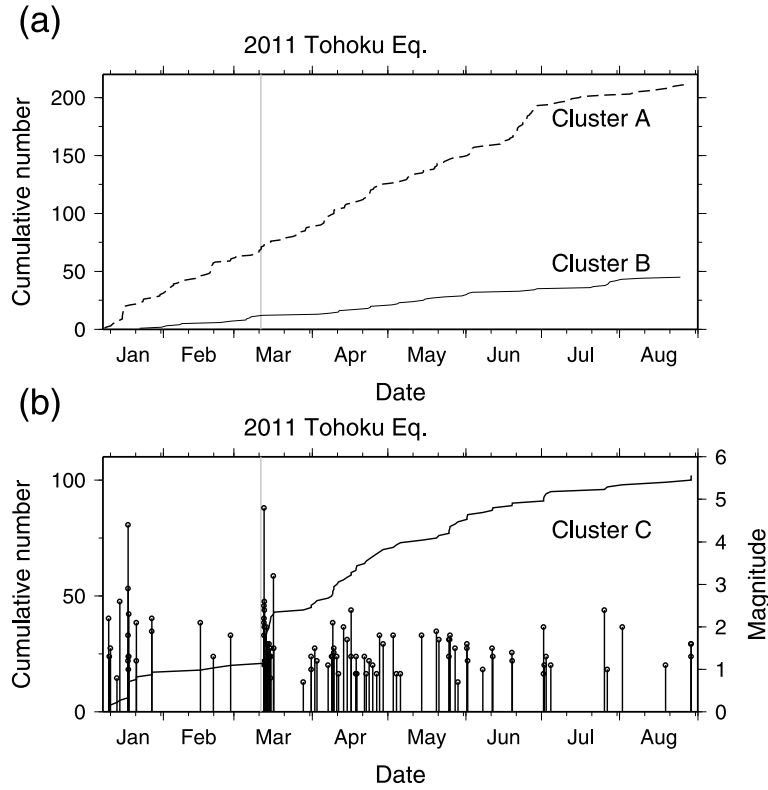 (a)
2011 Tohoku Eq.
Cumulative number
200
150
100
50
0
Cluster A
Cluster B
Jan Feb Mar Apr May Jun Jul Aug
Date
(b)
2011 Tohoku Eq.
Cumulative number
100
50
0
Cluster C
6
5
4
3
2
1
0
Magnitude
Jan Feb Mar Apr May Jun Jul Aug
Date